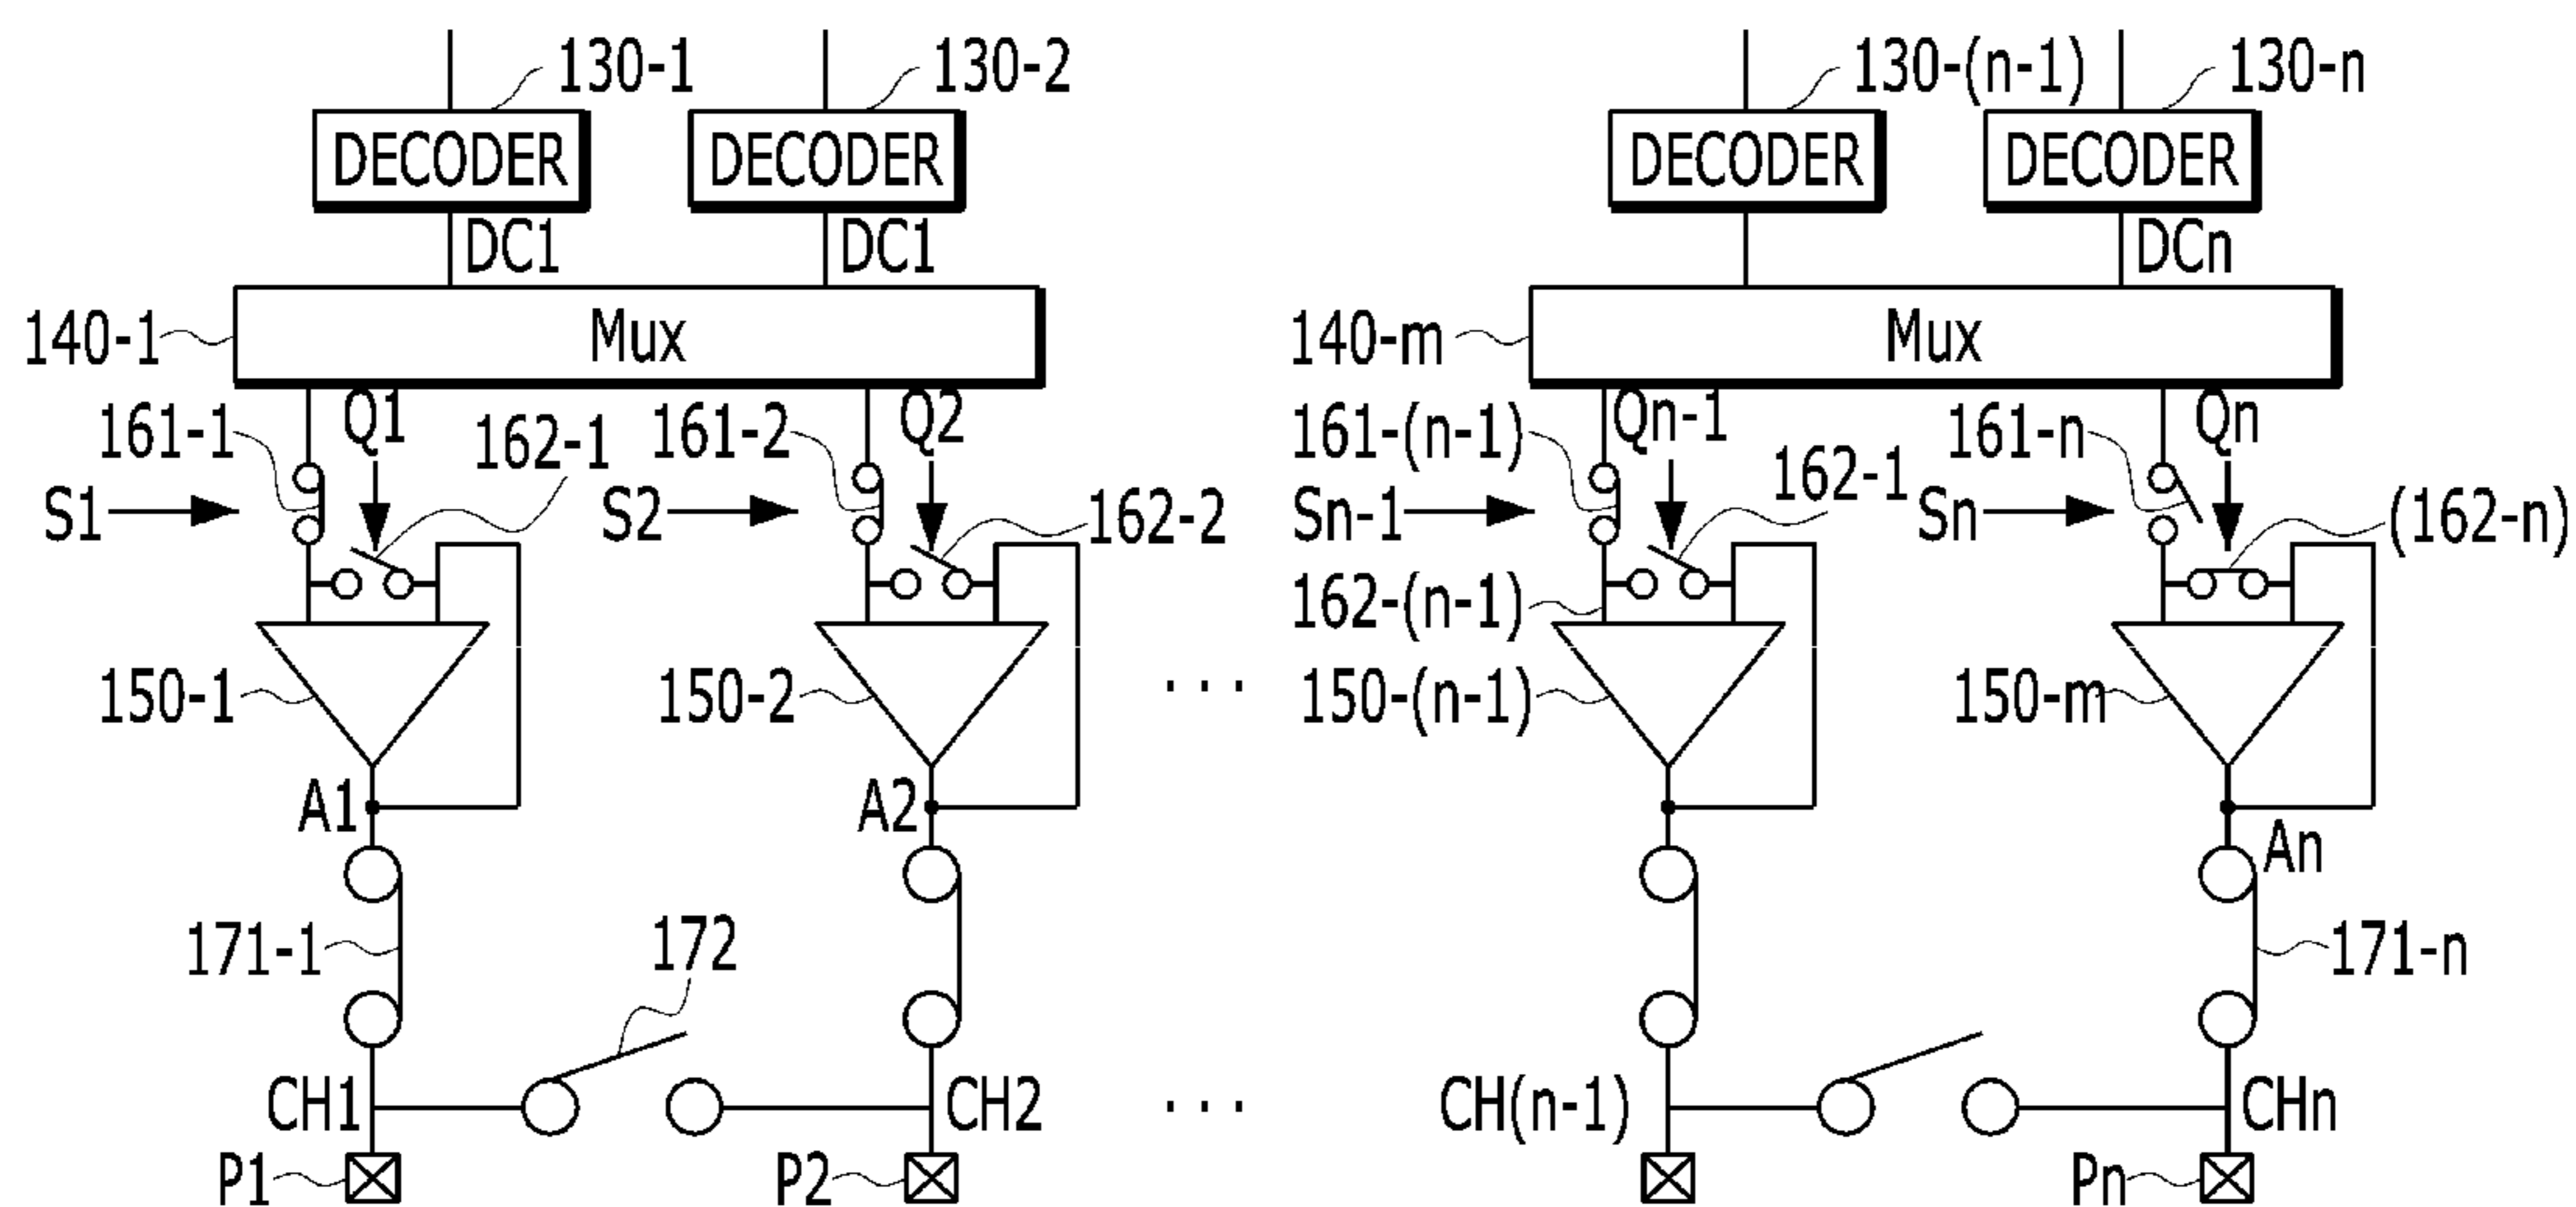 130-1 130-2 130-(n-1) 130-n
DECODER DECODER DECODER DECODER
DC1 DC1 DCn
140-1 Mux 140-m Mux
Q1 Q2 Qn-1 Qn
161-1 162-1 161-2 161-(n-1) 162-1 161-n
S1 S2 162-2 Sn-1 Sn (162-n)
162-(n-1)
150-1 150-2 ... 150-(n-1) 150-m
A1 A2 An
171-1 172 171-n
CH1 CH2 ... CH(n-1) CHn
P1 P2 Pn